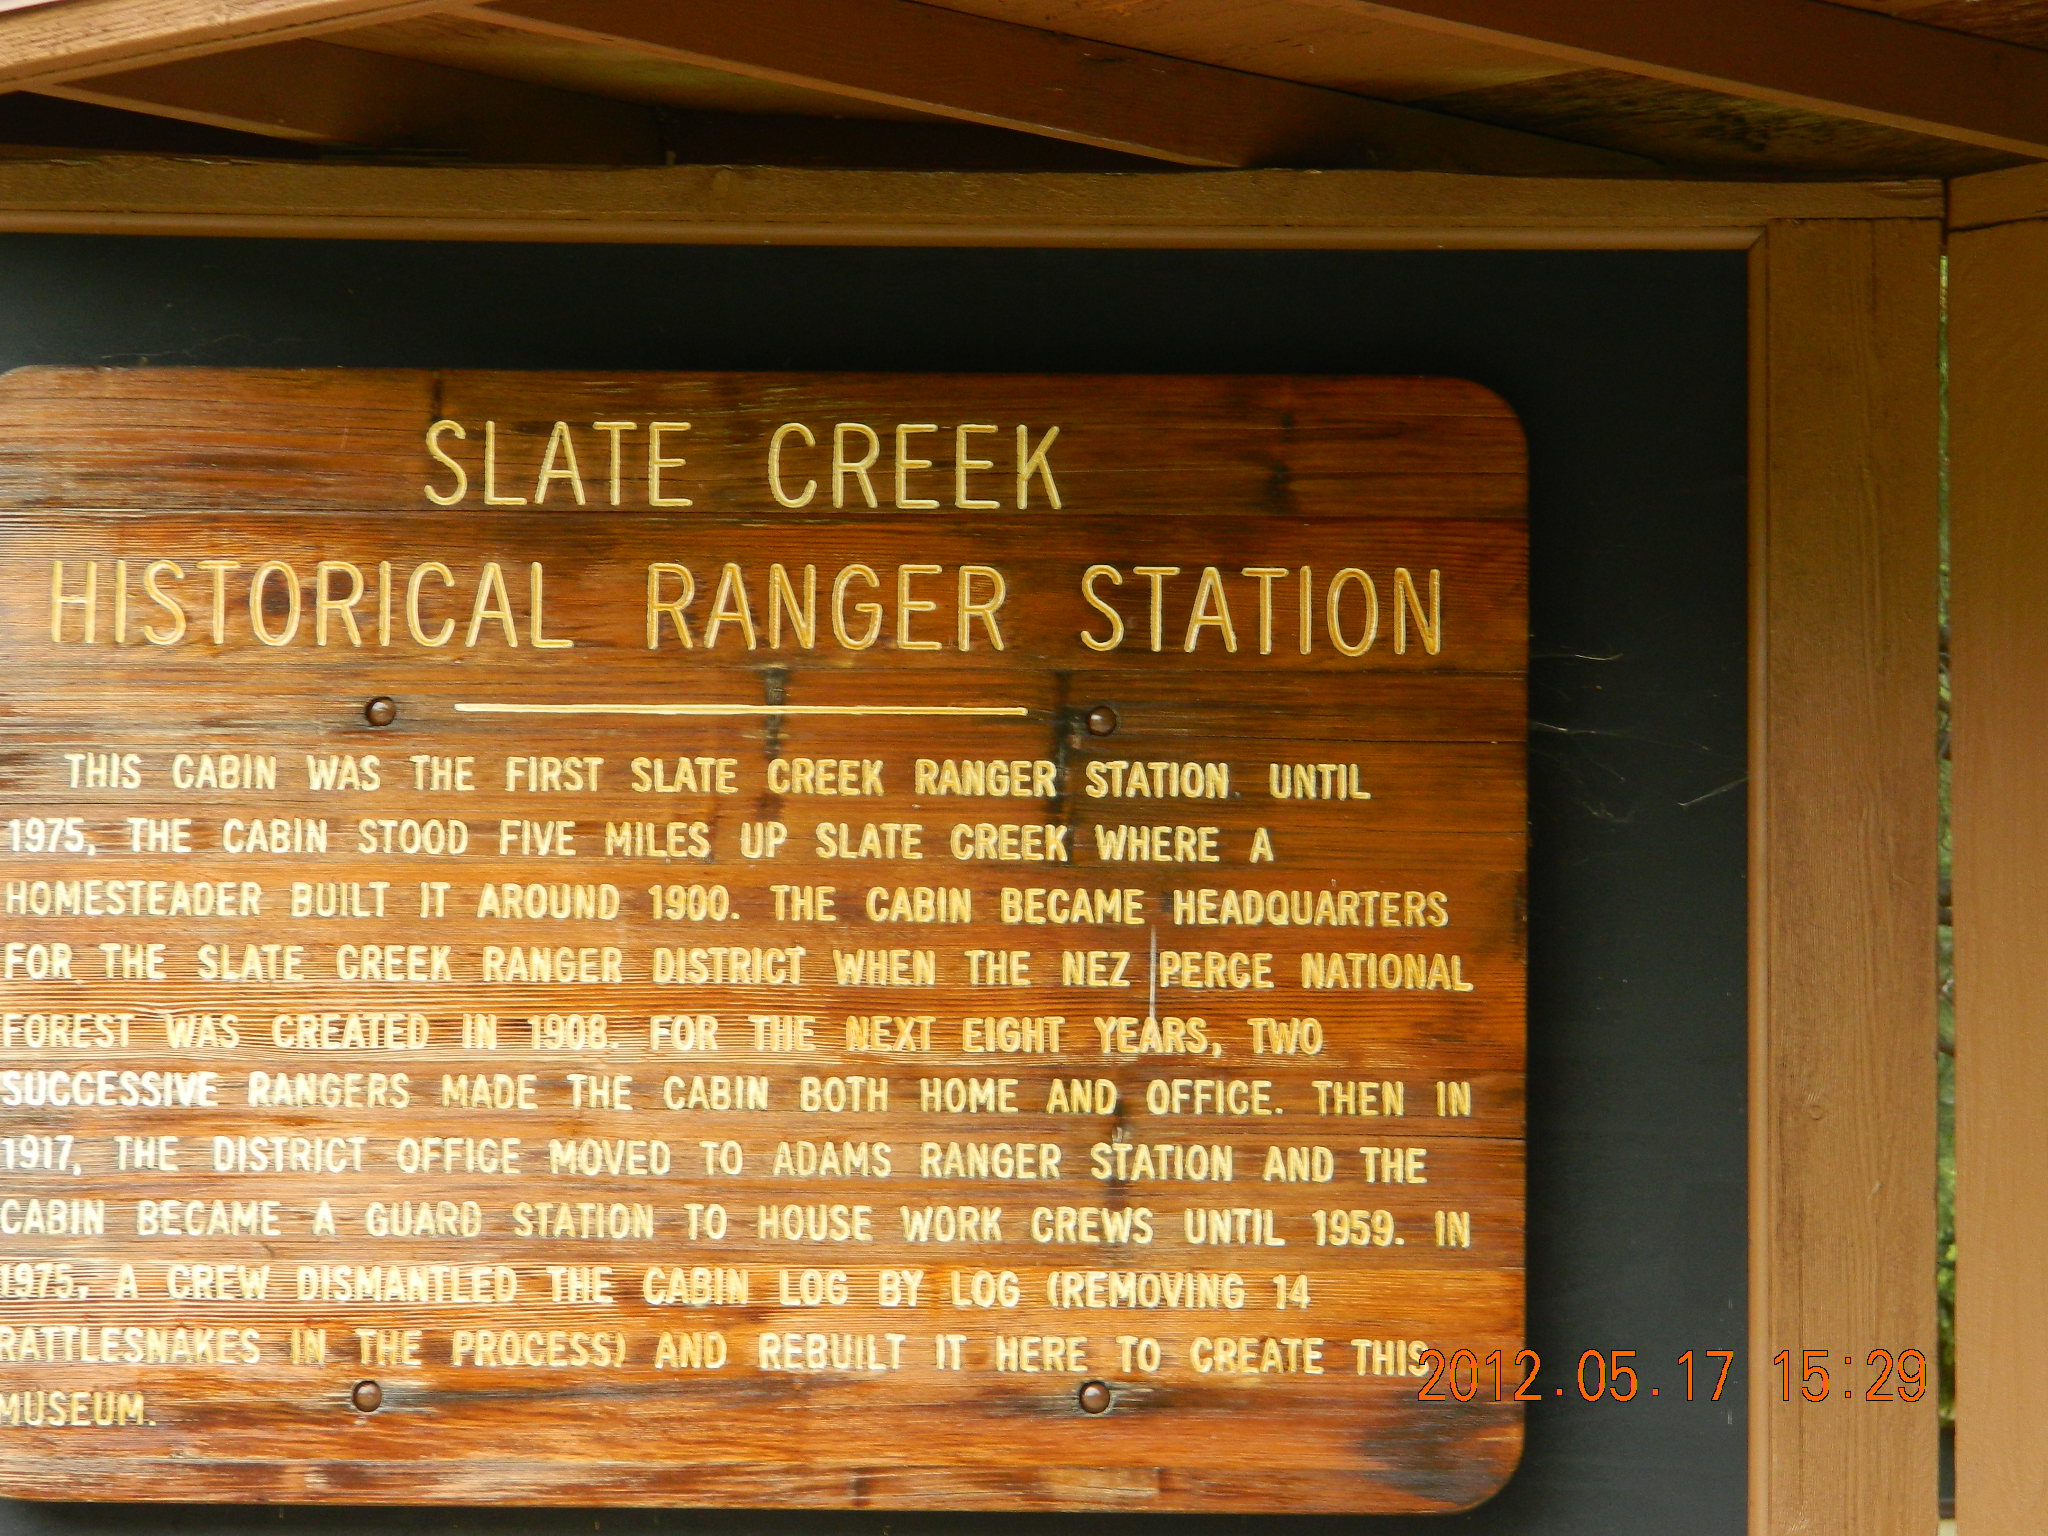 SLATE CREEK
HISTORICAL RANGER STATION
THIS CABIN WAS THE FIRST SLATE CREEK RANGER STATION. UNTIL
1975, THE CABIN STOOD FIVE MILES UP SLATE CREEK WHERE A
HOMESTEADER BUILT IT AROUND 1900. THE CABIN BECAME HEADQUARTERS
FOR THE SLATE CREEK RANGER DISTRICT WHEN THE NEZ PERCE NATIONAL
FOREST WAS CREATED IN 1908. FOR THE NEXT EIGHT YEARS, TWO
SUCCESSIVE RANGERS MADE THE CABIN BOTH HOME AND OFFICE. THEN IN
1917, THE DISTRICT OFFICE MOVED TO ADAMS RANGER STATION AND THE
CABIN BECAME A GUARD STATION TO HOUSE WORK CREWS UNTIL 1959. IN
1975, A CREW DISMANTLED THE CABIN LOG BY LOG (REMOVING 14
RATTLESNAKES IN THE PROCESS) AND REBUILT IT HERE TO CREATE THIS
MUSEUM.
2012.05.17 15:29